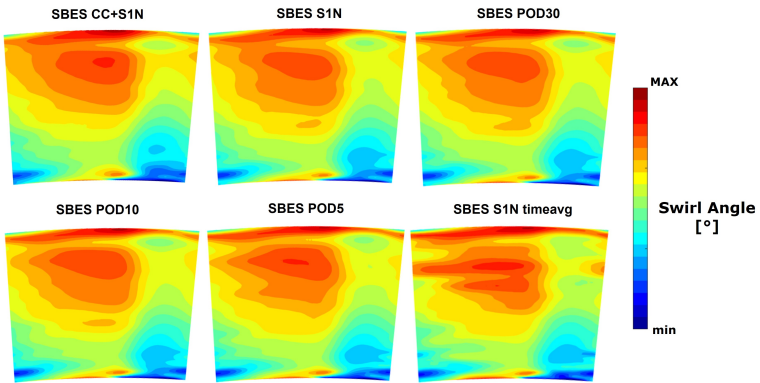 SBES CC+S1N
SBES S1N
SBES POD30
MAX
Swirl Angle
[°]
min
SBES POD10
SBES POD5
SBES S1N timeavg